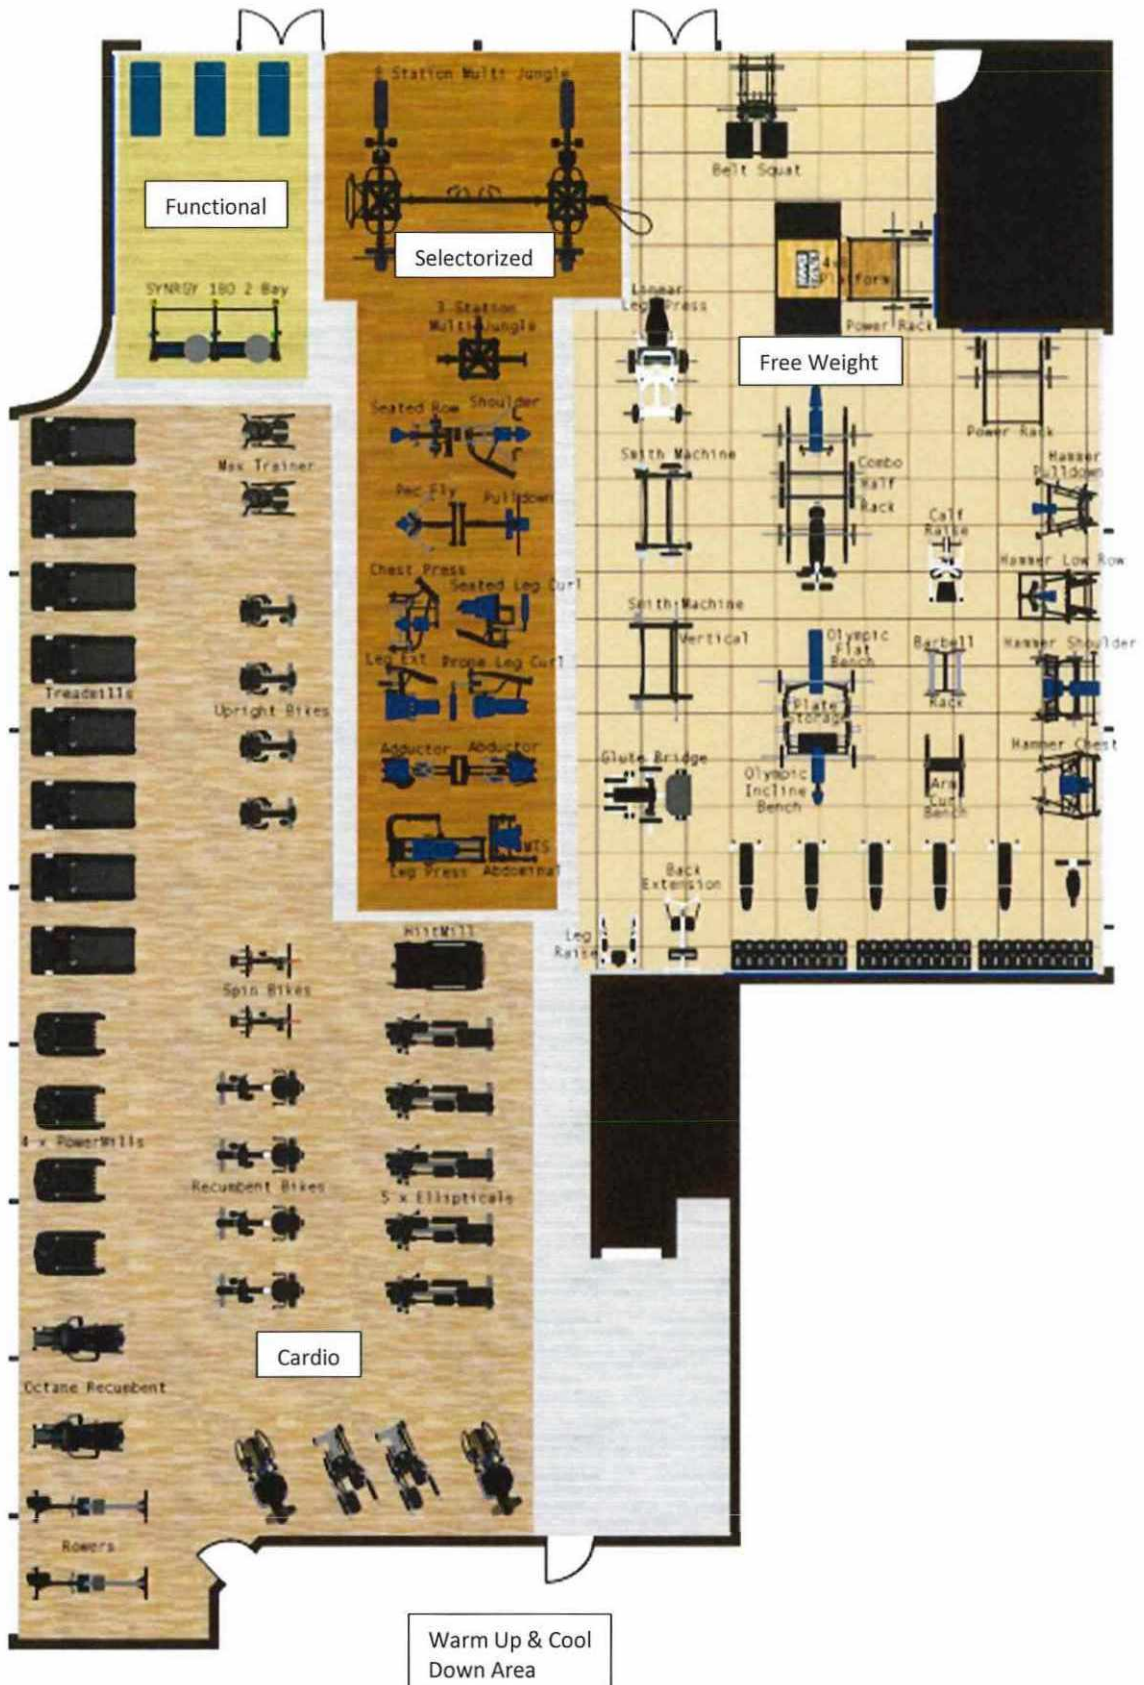 Station Multi Jungle
Functional
Belt Squat
Selectorized
SYNRGY 180 2 Bay
Platform
Linear
Leg Press
3 Station
Multi Jungle
Power Rack
Free Weight
Seated Row
Shoulder
Power Rack
Max Trainer
Smith Machine
Combo
Half
Rack
Hammer
Pulldown
Pec Fly
Pulldown
Calf
Raise
Chest Press
Seated Leg Curl
Hammer Low Row
Smith Machine
Vertical
Olympic
Flat
Bench
Barbell
Rack
Hammer Shoulder
Leg Ext
Prone Leg Curl
Treadmills
Upright Bikes
Plate
Storage
Adductor
Abductor
Hammer Chest
Glute Bridge
Olympic
Incline
Bench
Arm
Curl
Bench
MTS
Leg Press
Abdominal
Back
Extension
HiitMill
Leg
Raise
Spin Bikes
4 x PowerMills
Recumbent Bikes
5 x Ellipticals
Cardio
Octane Recumbent
Rowers
Warm Up & Cool
Down Area